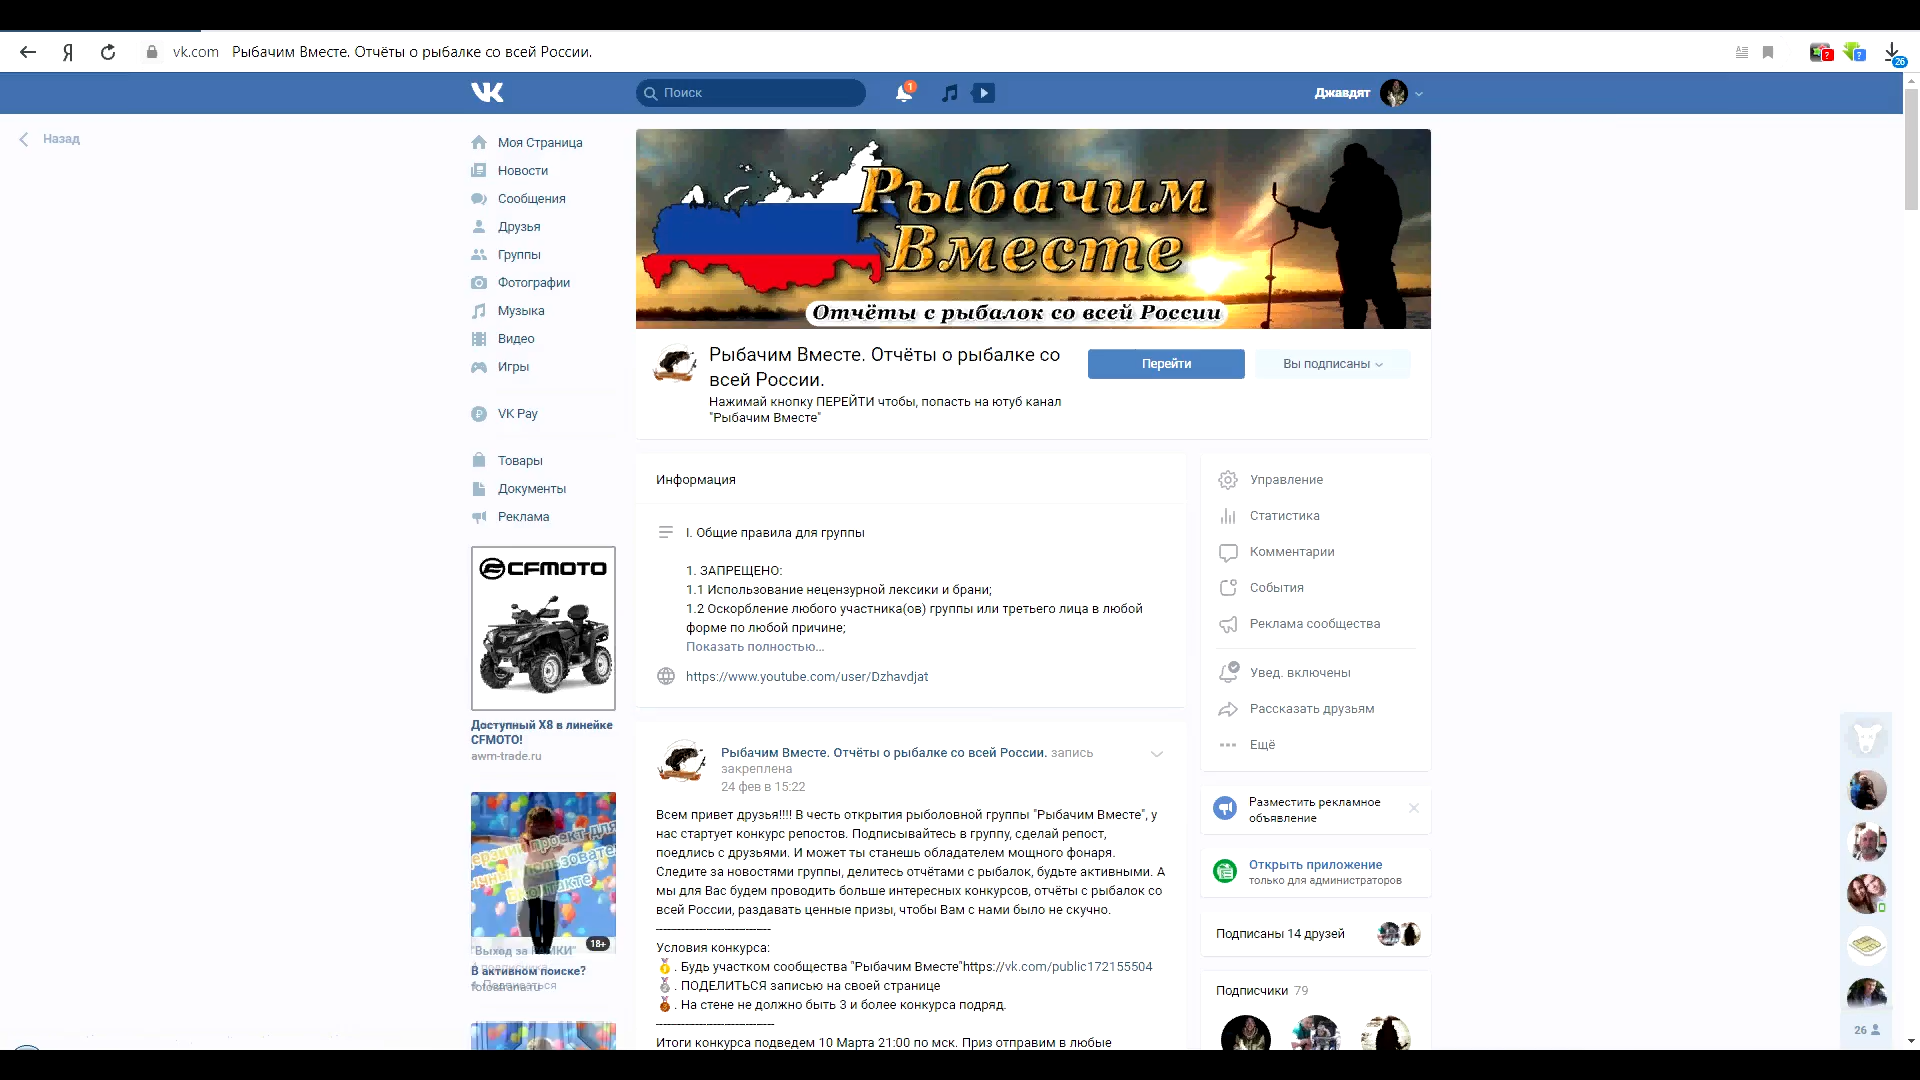 vk.com Рыбачим Вместе. Отчёты о рыбалке со всей России.
26
Поиск
1
Джавдят
Назад
Моя Страница
Новости
Сообщения
Друзья
Группы
Фотографии
Музыка
Видео
Игры
VK Pay
Товары
Документы
Реклама
CFMOTO
Доступный X8 в линейке
CFMOTO!
awm-trade.ru
18+
В активном поиске?
fotostrana.ru
Рыбачим
Вместе
Отчёты с рыбалок со всей России
Рыбачим Вместе. Отчёты о рыбалке со
всей России.
Нажимай кнопку ПЕРЕЙТИ чтобы, попасть на ютуб канал
"Рыбачим Вместе"
Перейти
Вы подписаны
Информация
I. Общие правила для группы
1. ЗАПРЕЩЕНО:
1.1 Использование нецензурной лексики и брани;
1.2 Оскорбление любого участника(ов) группы или третьего лица в любой
форме по любой причине;
Показать полностью...
https://www.youtube.com/user/Dzhavdjat
Рыбачим Вместе. Отчёты о рыбалке со всей России. запись
закреплена
24 фев в 15:22
Всем привет друзья!!!! В честь открытия рыболовной группы "Рыбачим Вместе", у
нас стартует конкурс репостов. Подписывайтесь в группу, сделай репост,
поедлись с друзьями. И может ты станешь обладателем мощного фонаря.
Следите за новостями группы, делитесь отчётами с рыбалок, будьте активными. А
мы для Вас будем проводить больше интересных конкурсов, отчёты с рыбалок со
всей России, раздавать ценные призы, чтобы Вам с нами было не скучно.
Условия конкурса:
🥇. Будь участком сообщества "Рыбачим Вместе"https://vk.com/public172155504
🥈. ПОДЕЛИТЬСЯ записью на своей странице
🥉. На стене не должно быть 3 и более конкурса подряд.
Итоги конкурса подведем 10 Марта 21:00 по мск. Приз отправим в любые
Управление
Статистика
Комментарии
События
Реклама сообщества
Увед. включены
Рассказать друзьям
Ещё
Разместить рекламное
объявление
Открыть приложение
только для администраторов
Подписаны 14 друзей
Подписчики 79
26